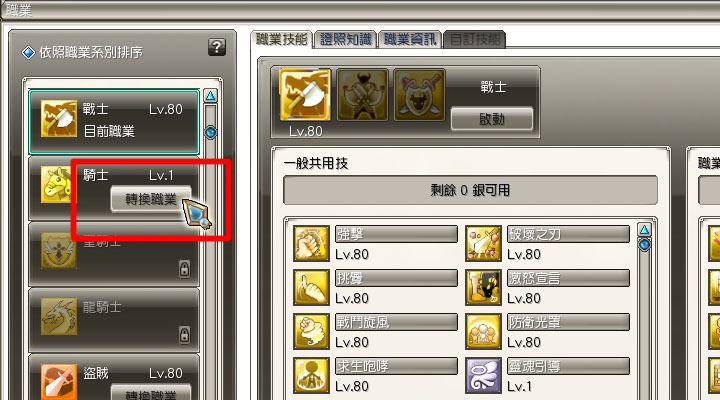 職業
依照職業系別排序
?
戰士 Lv.80
目前職業
騎士 Lv.1
轉換職業
聖騎士
龍騎士
盜賊 Lv.80
轉換職業
職業技能 證照知識 職業資訊 自訂技能
戰士
Lv.80
啟動
一般共用技
剩餘 0 銀可用
強擊
Lv.80
破壞之刃
Lv.80
挑釁
Lv.80
激怒宣言
Lv.80
戰鬥旋風
Lv.80
防衛光罩
Lv.80
求生咆哮
Lv.80
靈魂引導
Lv.1
職業